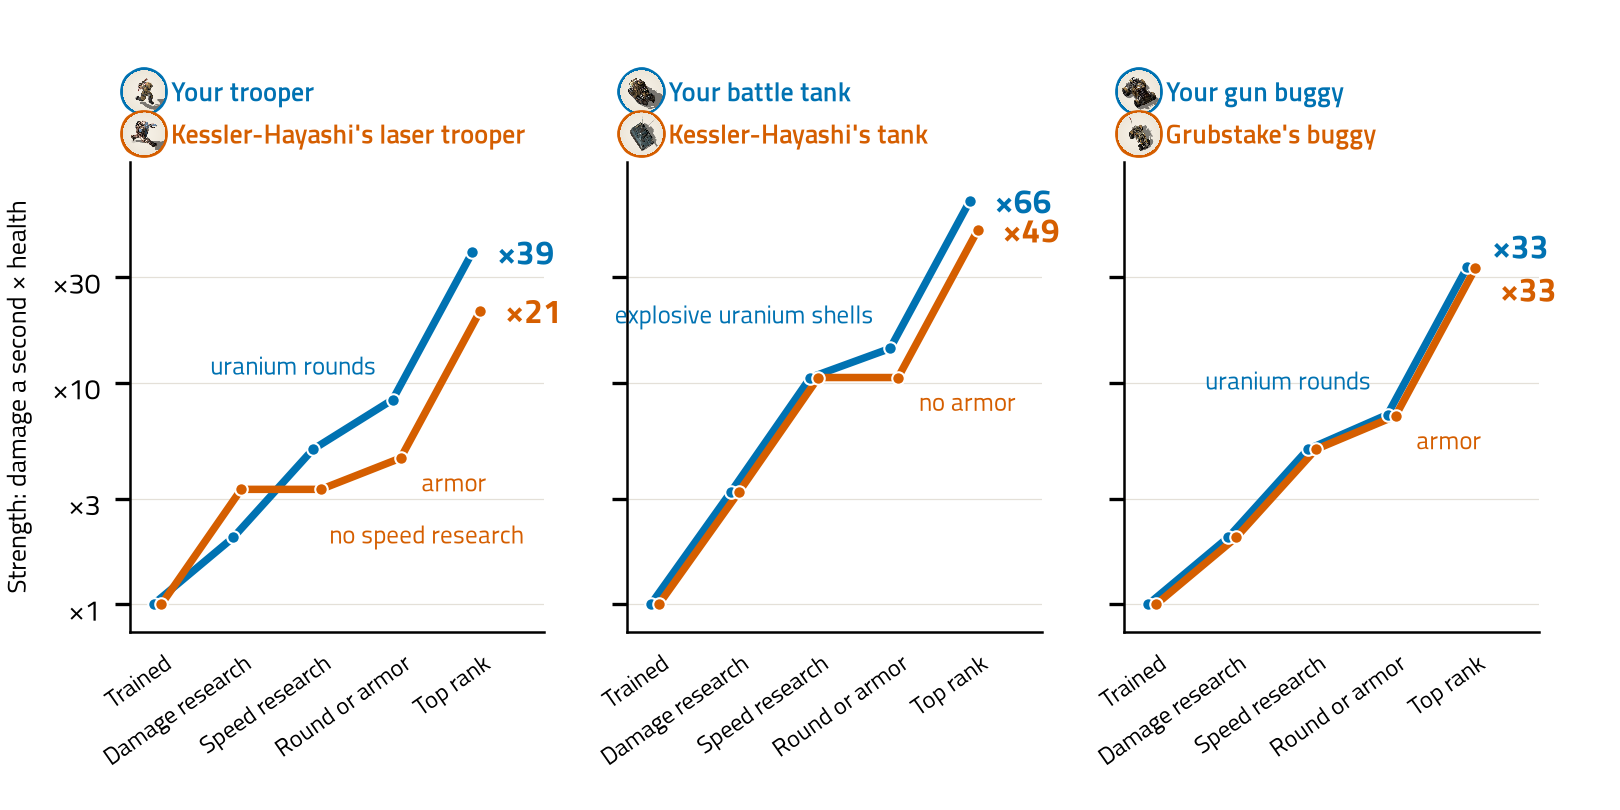 Your trooper
Kessler-Hayashi's laser trooper
Your battle tank
Kessler-Hayashi's tank
Your gun buggy
Grubstake's buggy
Strength: damage a second × health
×30
×10
×3
×1
×39
×21
uranium rounds
armor
no speed research
Trained
Damage research
Speed research
Round or armor
Top rank
×66
×49
explosive uranium shells
no armor
Trained
Damage research
Speed research
Round or armor
Top rank
×33
×33
uranium rounds
armor
Trained
Damage research
Speed research
Round or armor
Top rank